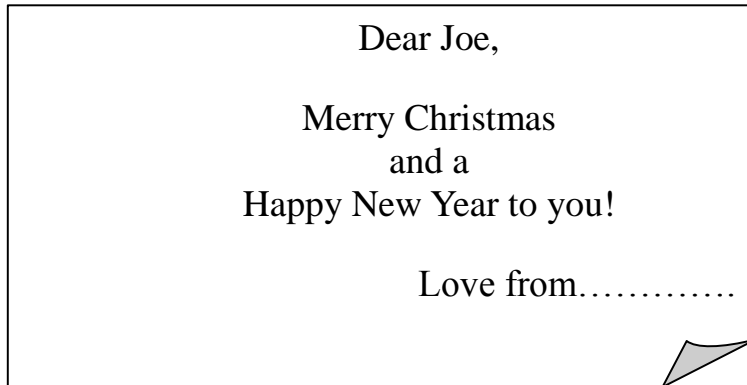 Dear Joe,
Merry Christmas
and a
Happy New Year to you!
Love from………….